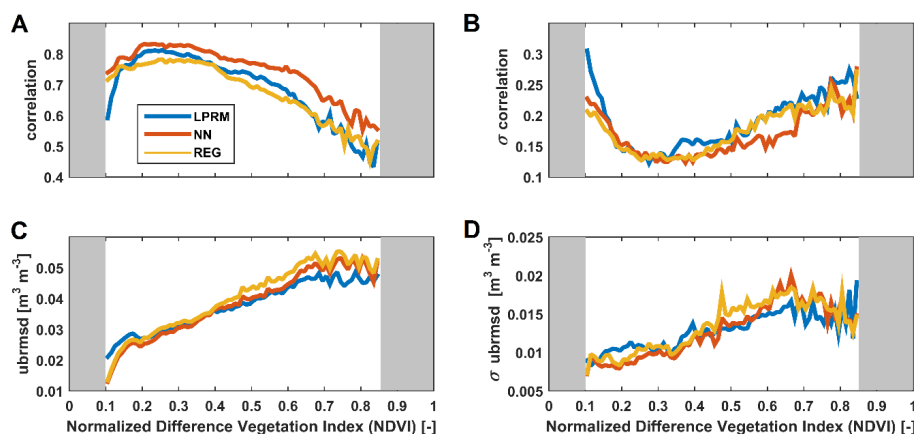 A
correlation
0.8
0.7
0.6
0.5
0.4
LPRM
NN
REG
B
σ correlation
0.3
0.25
0.2
0.15
0.1
C
ubrmsd [m³ m⁻³]
0.05
0.04
0.03
0.02
0.01
0 0.1 0.2 0.3 0.4 0.5 0.6 0.7 0.8 0.9 1
Normalized Difference Vegetation Index (NDVI) [-]
D
σ ubrmsd [m³ m⁻³]
0.025
0.02
0.015
0.01
0.005
0 0.1 0.2 0.3 0.4 0.5 0.6 0.7 0.8 0.9 1
Normalized Difference Vegetation Index (NDVI) [-]